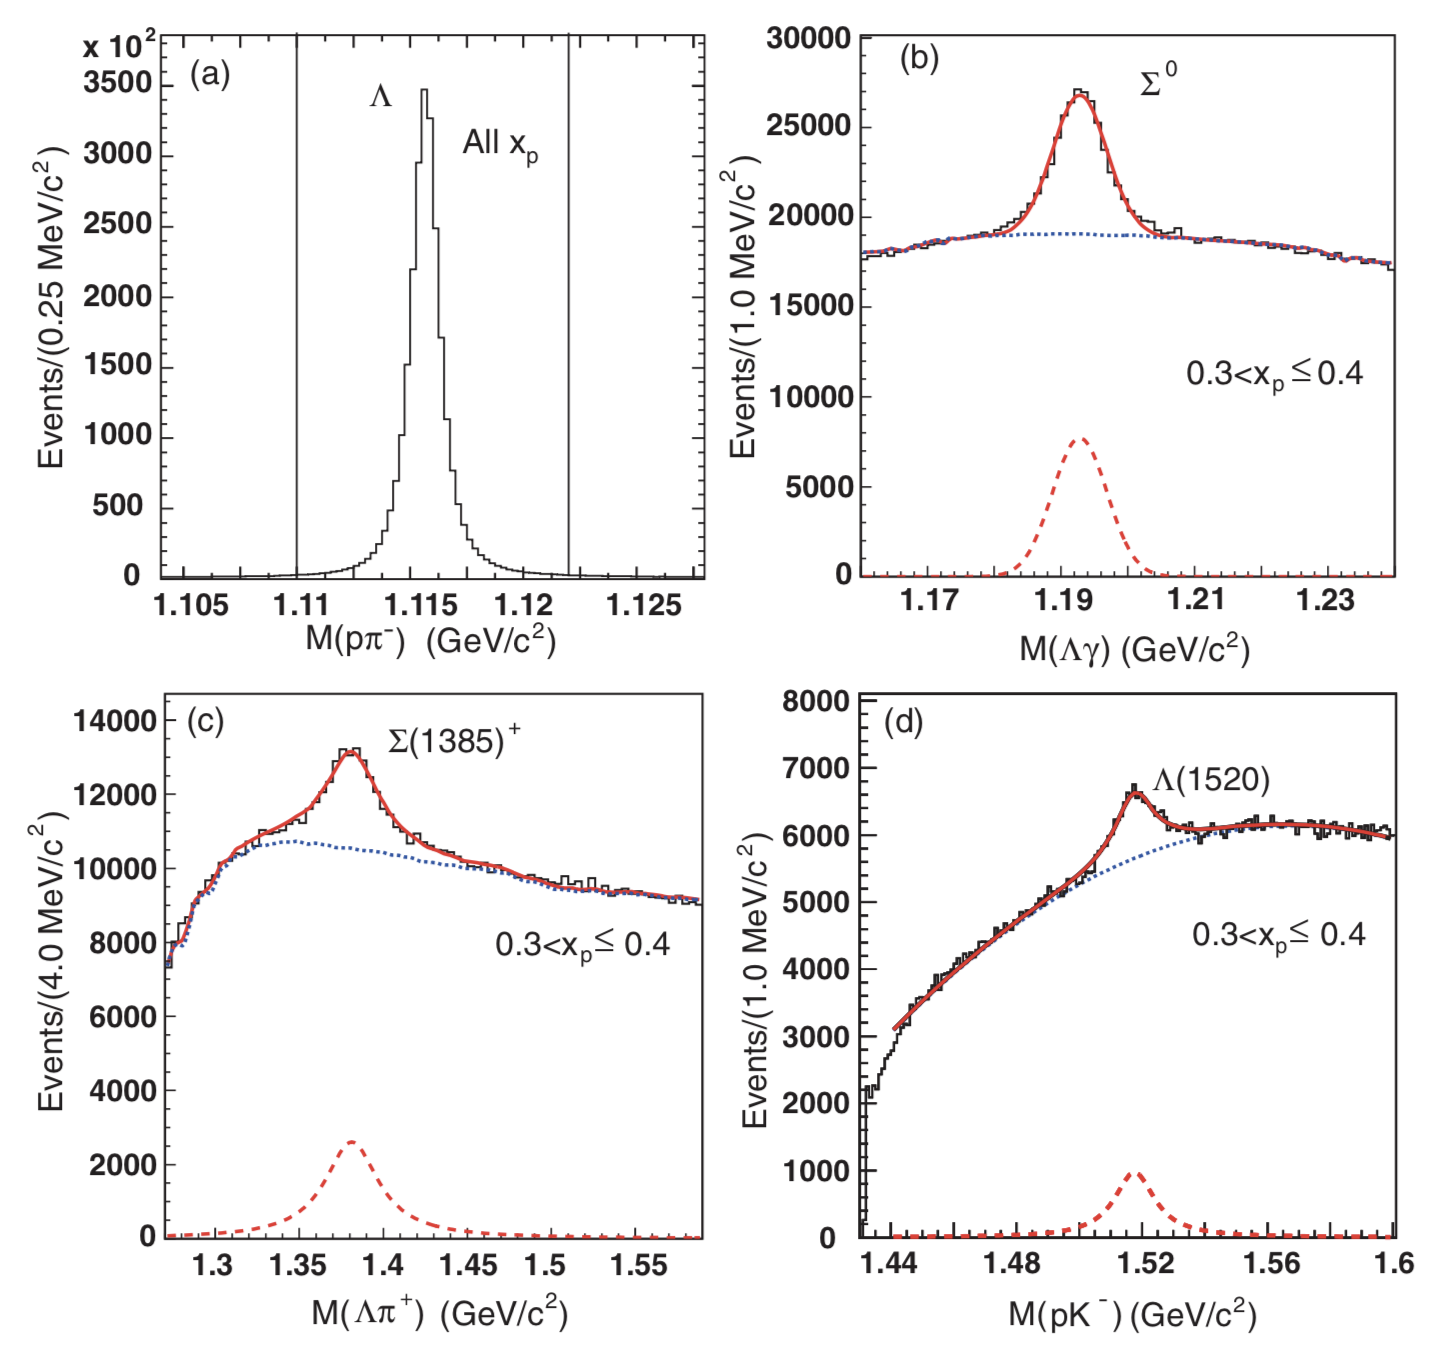 x 10²
(a)
Λ
All xₚ
3500
3000
2500
2000
1500
1000
500
0
Events/(0.25 MeV/c²)
1.105 1.11 1.115 1.12 1.125
M(pπ⁻) (GeV/c²)
(b)
Σ⁰
30000
25000
20000
15000
10000
5000
0
Events/(1.0 MeV/c²)
0.3<xₚ≤0.4
1.17 1.19 1.21 1.23
M(Λγ) (GeV/c²)
(c)
Σ(1385)⁺
14000
12000
10000
8000
6000
4000
2000
0
Events/(4.0 MeV/c²)
0.3<xₚ≤ 0.4
1.3 1.35 1.4 1.45 1.5 1.55
M(Λπ⁺) (GeV/c²)
(d)
Λ(1520)
8000
7000
6000
5000
4000
3000
2000
1000
0
Events/(1.0 MeV/c²)
0.3<xₚ≤ 0.4
1.44 1.48 1.52 1.56 1.6
M(pK⁻) (GeV/c²)